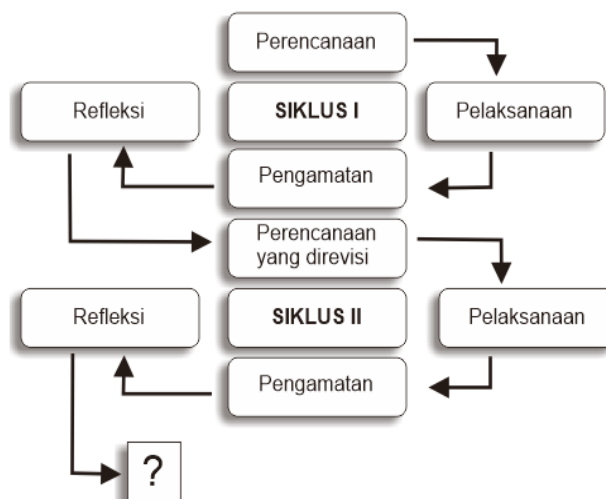 Perencanaan
Refleksi
SIKLUS I
Pelaksanaan
Pengamatan
Perencanaan
yang direvisi
Refleksi
SIKLUS II
Pelaksanaan
Pengamatan
?